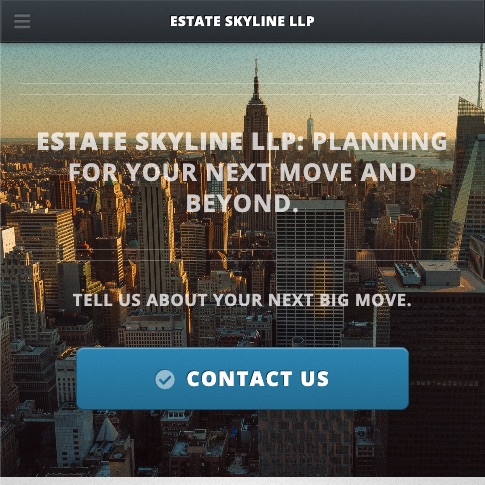 ESTATE SKYLINE LLP
ESTATE SKYLINE LLP: PLANNING
FOR YOUR NEXT MOVE AND
BEYOND.
TELL US ABOUT YOUR NEXT BIG MOVE.
CONTACT US